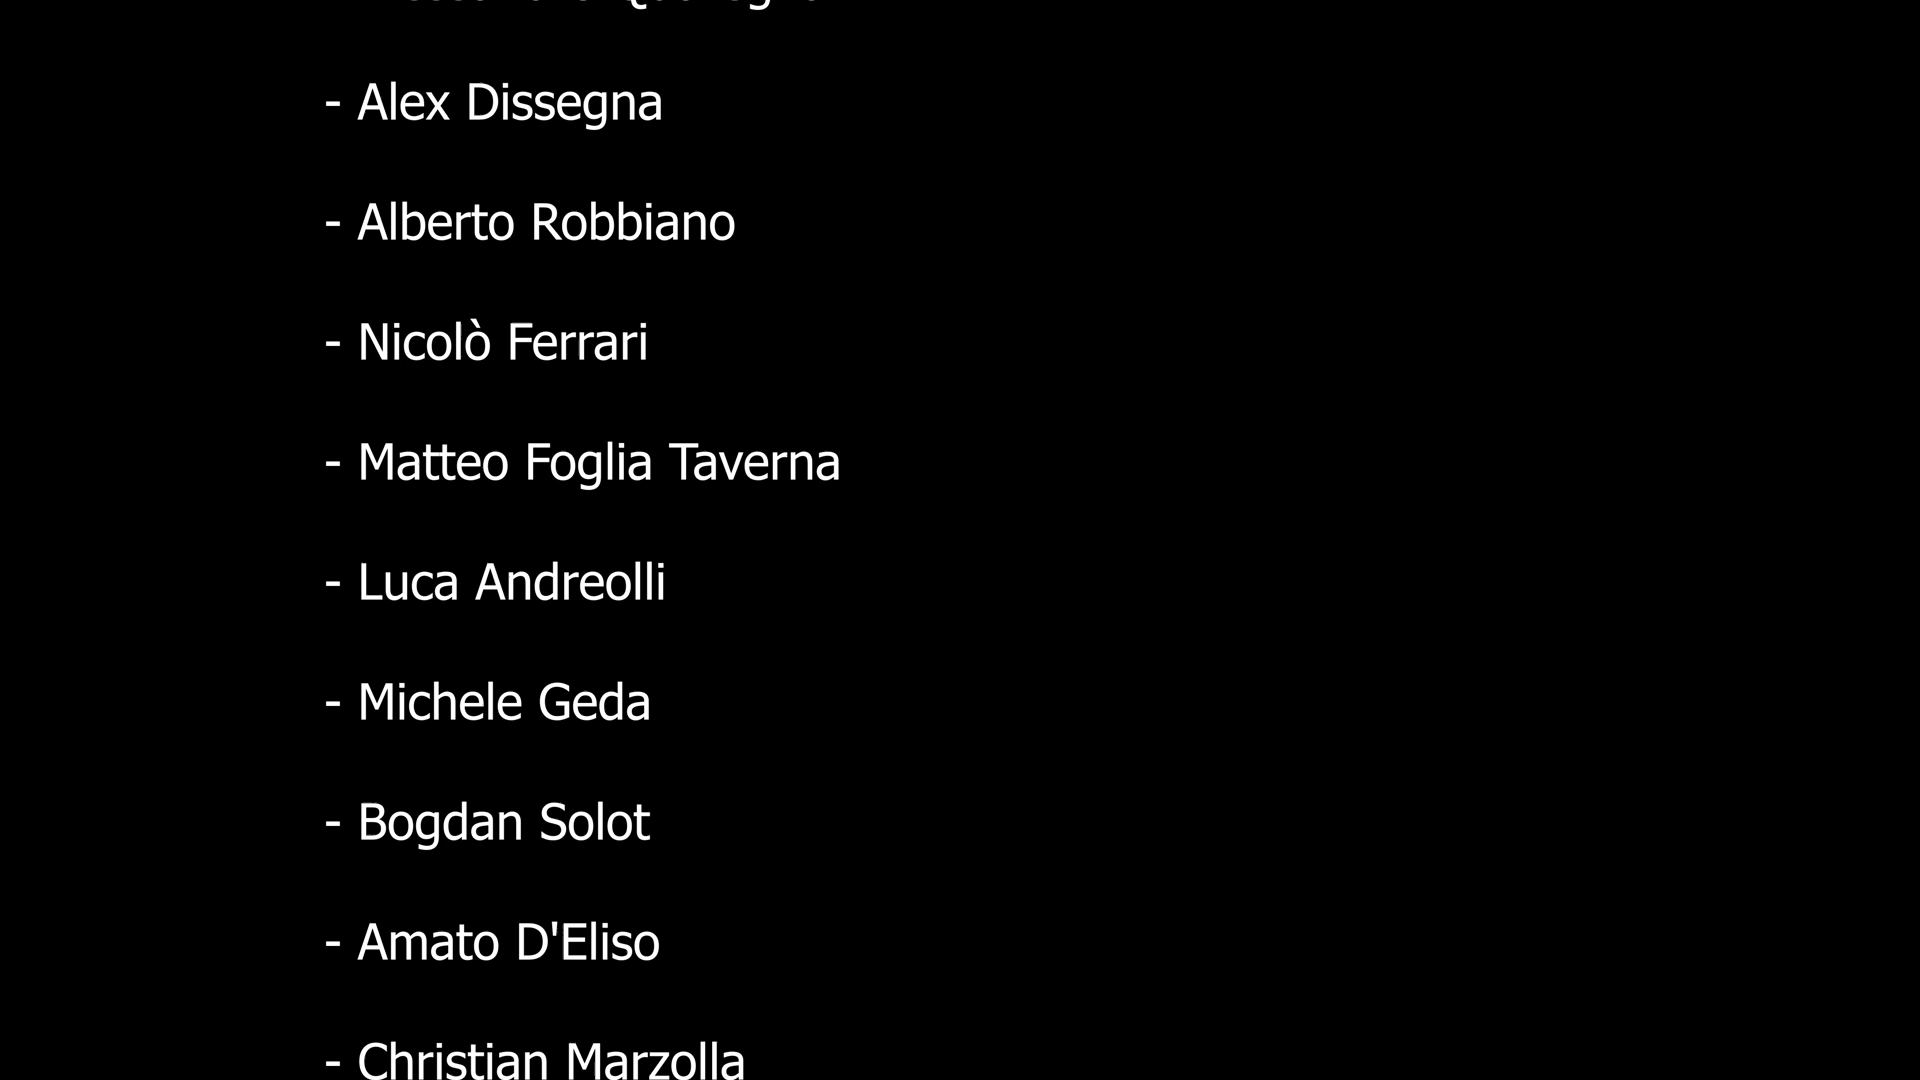 - Alex Dissegna
- Alberto Robbiano
- Nicolò Ferrari
- Matteo Foglia Taverna
- Luca Andreolli
- Michele Geda
- Bogdan Solot
- Amato D'Eliso
- Christian Marzolla